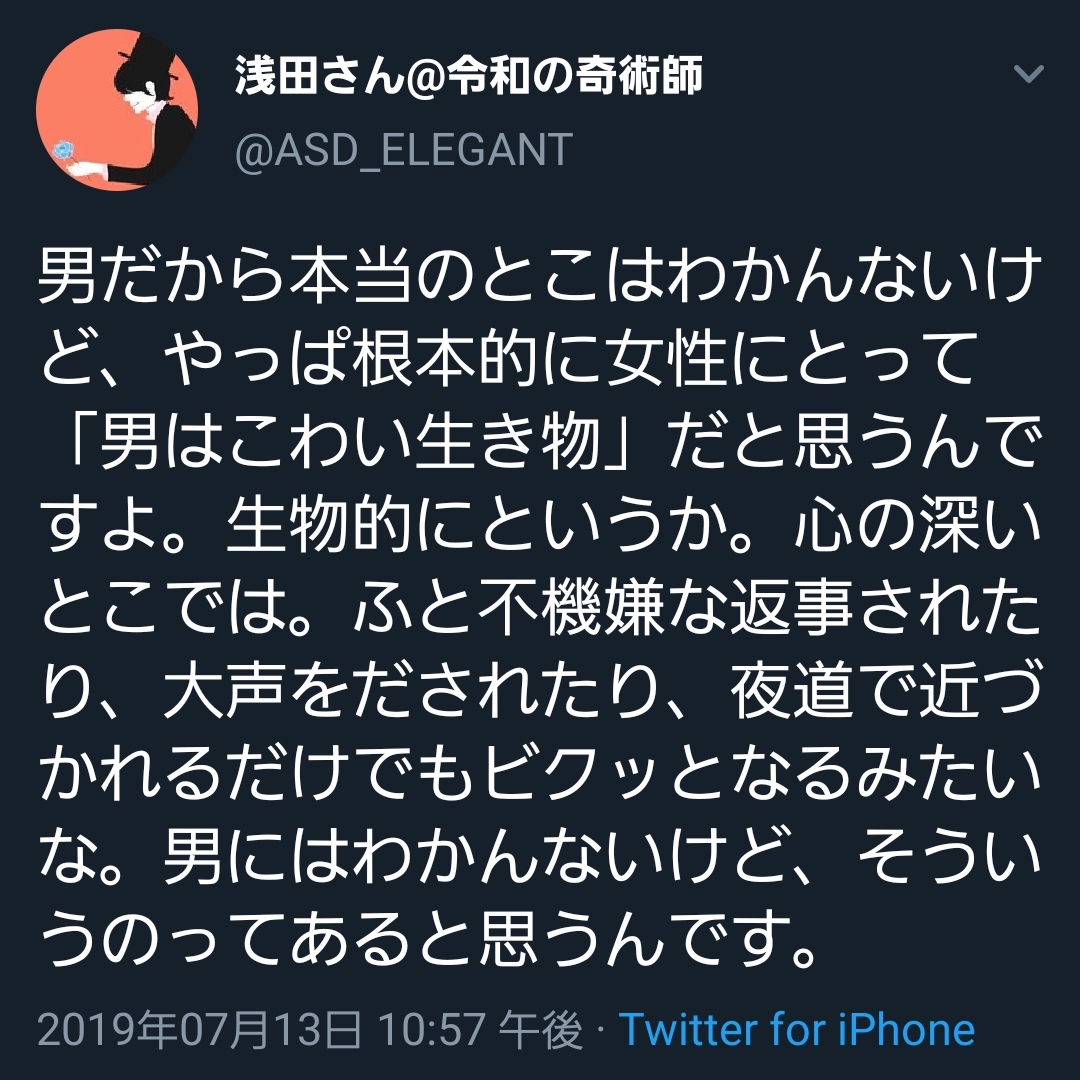 浅田さん@令和の奇術師
@ASD_ELEGANT
男だから本当のとこはわかんないけ
ど、やっぱ根本的に女性にとって
「男はこわい生き物」だと思うんで
すよ。生物的にというか。心の深い
とこでは。ふと不機嫌な返事された
り、大声をだされたり、夜道で近づ
かれるだけでもビクッとなるみたい
な。男にはわかんないけど、そうい
うのってあると思うんです。
2019年07月13日 10:57 午後 · Twitter for iPhone